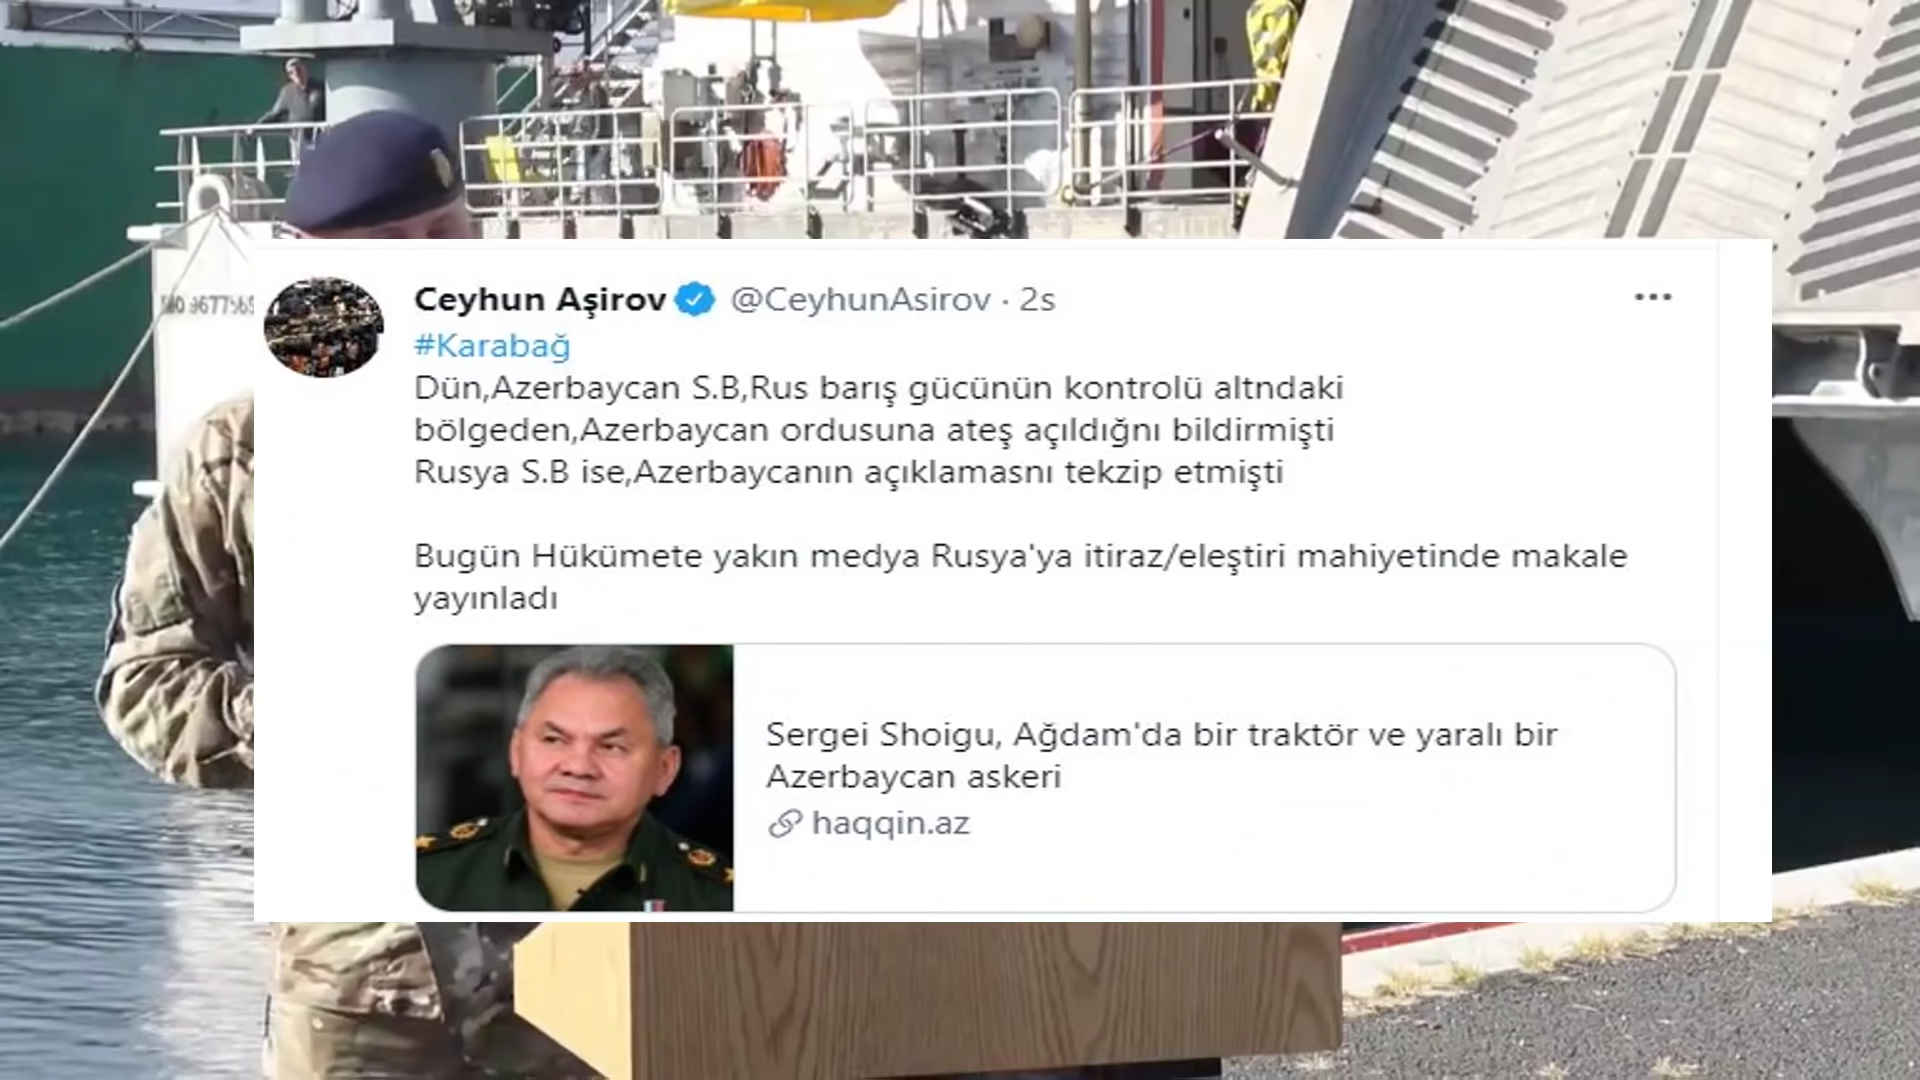 Ceyhun Aşirov @CeyhunAsirov · 2s
#Karabağ
Dün,Azerbaycan S.B,Rus barış gücünün kontrolü altndaki
bölgeden,Azerbaycan ordusuna ateş açıldığnı bildirmişti
Rusya S.B ise,Azerbaycanın açıklamasnı tekzip etmişti
Bugün Hükümete yakın medya Rusya'ya itiraz/eleştiri mahiyetinde makale
yayınladı
Sergei Shoigu, Ağdam'da bir traktör ve yaralı bir
Azerbaycan askeri
haqqin.az